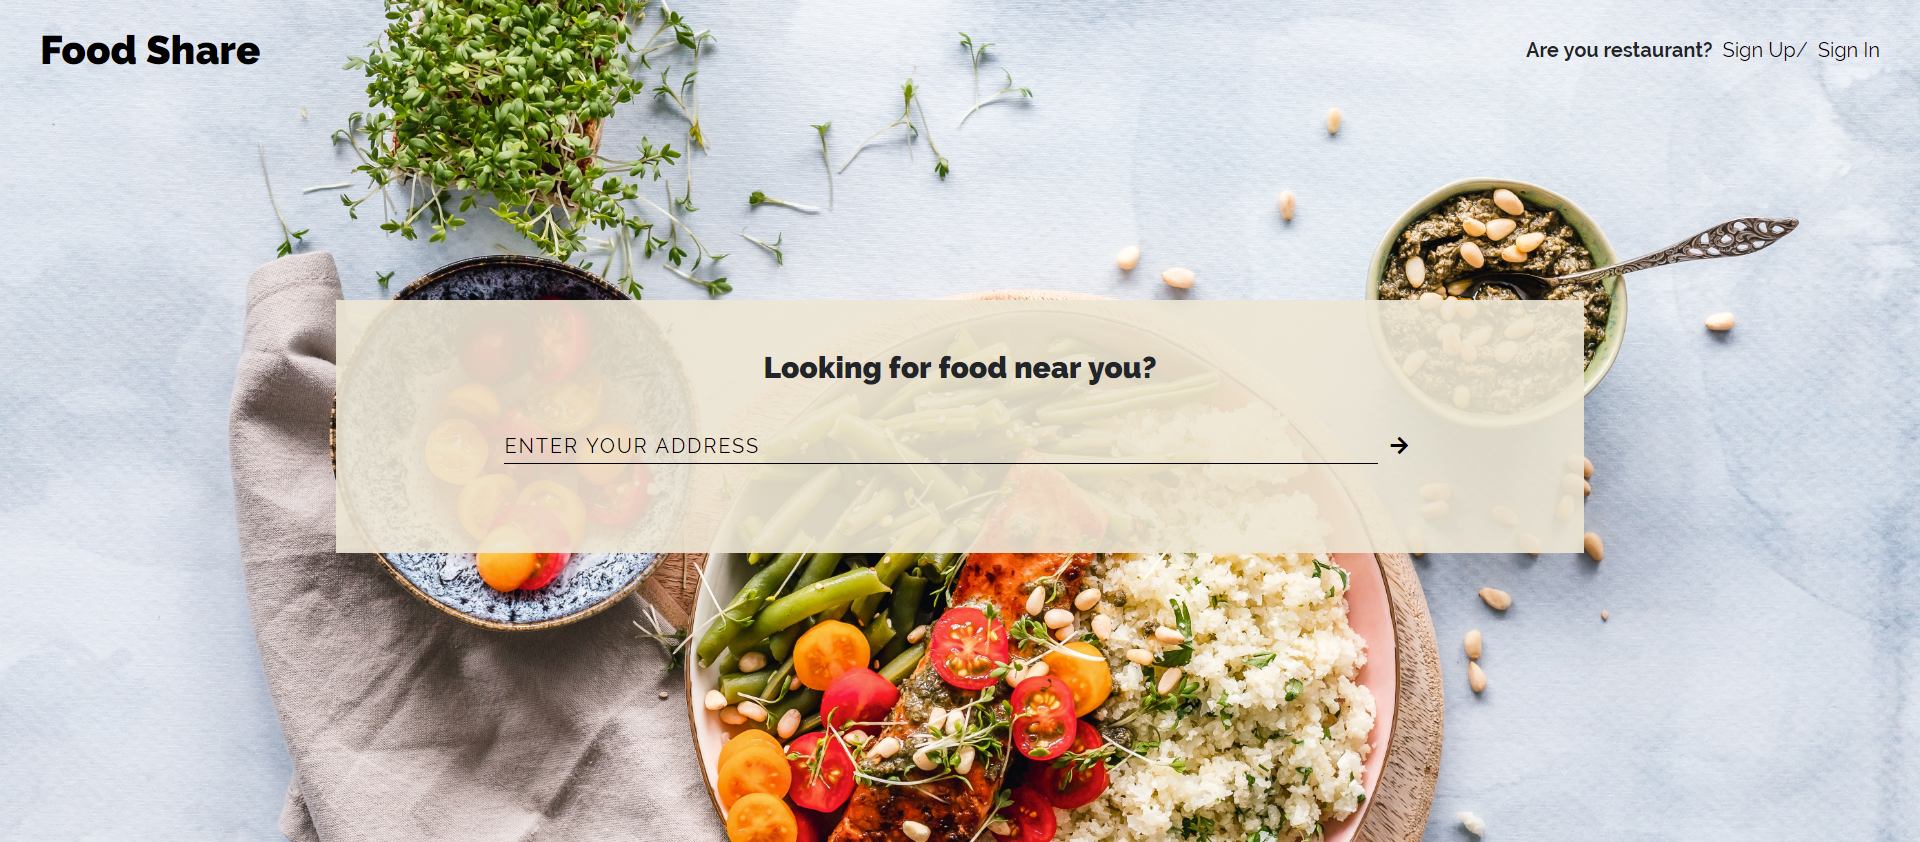 Food Share
Are you restaurant? Sign Up/ Sign In
Looking for food near you?
ENTER YOUR ADDRESS